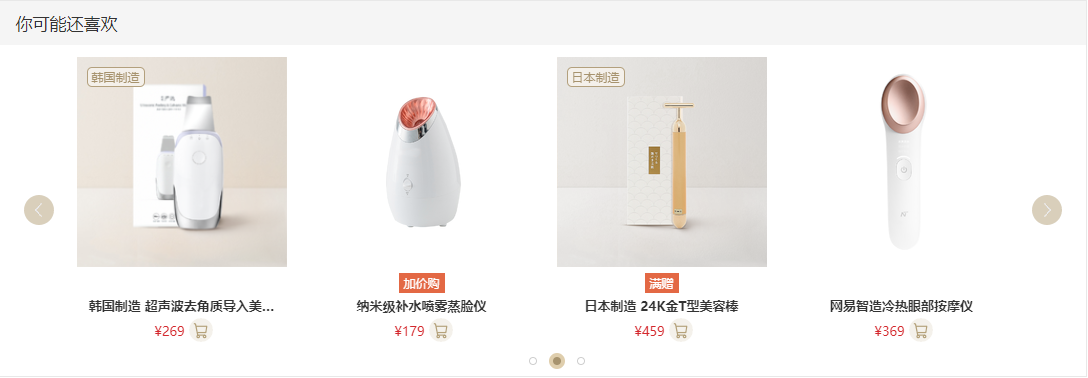 你可能还喜欢
韩国制造
日本制造
加价购
满赠
韩国制造 超声波去角质导入美...
纳米级补水喷雾蒸脸仪
日本制造 24K金T型美容棒
网易智造冷热眼部按摩仪
¥269
¥179
¥459
¥369